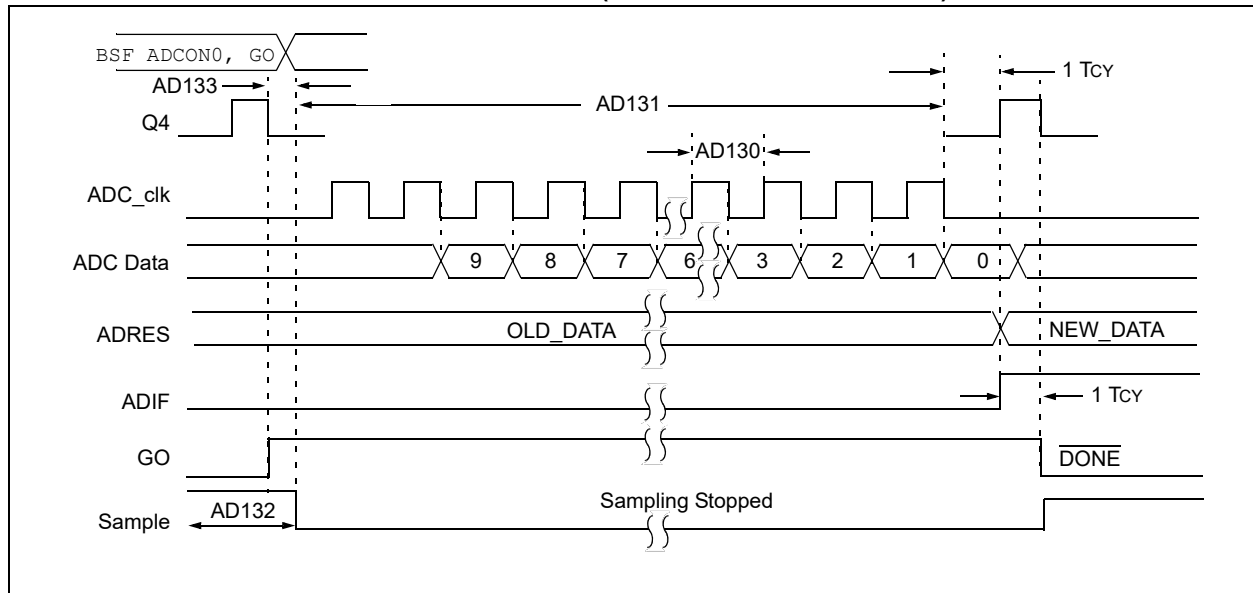 BSF ADCON0, GO
AD133
1 TCY
AD131
Q4
AD130
ADC_clk
ADC Data 9 8 7 6 3 2 1 0
ADRES OLD_DATA NEW_DATA
ADIF 1 TCY
GO DONE
AD132 Sampling Stopped
Sample